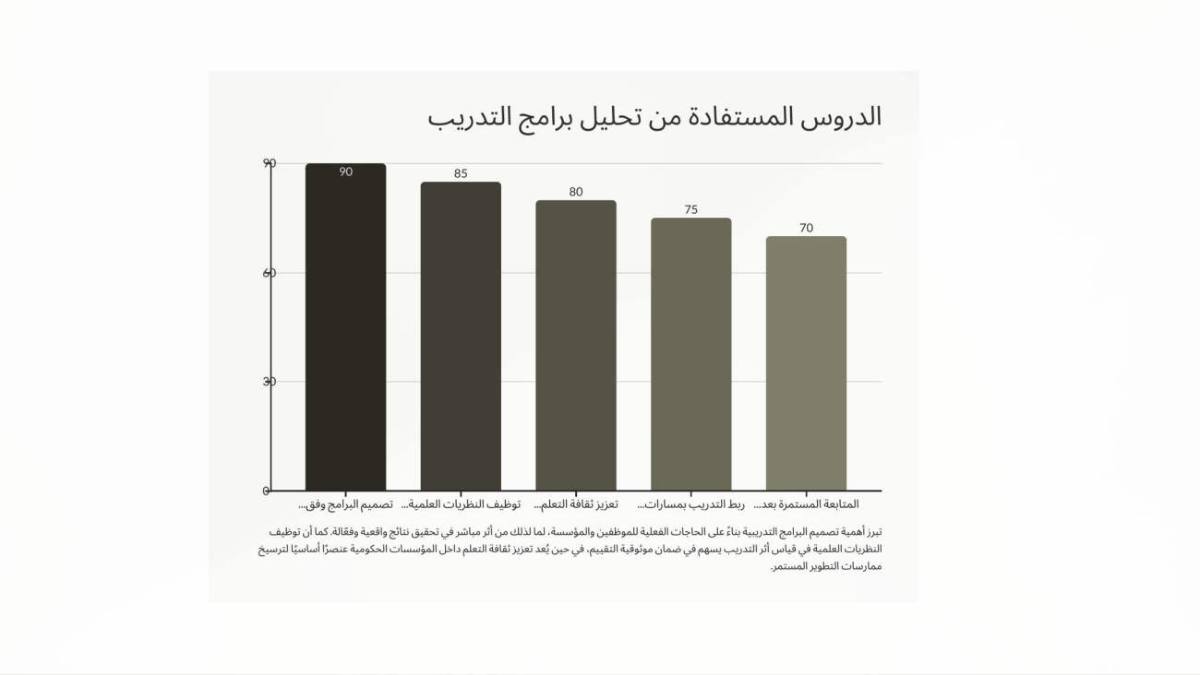 الدروس المستفادة من تحليل برامج التدريب
90
60
30
0
90
85
80
75
70
تصميم البرامج وفق...
توظيف النظريات العلمية...
تعزيز ثقافة التعلم...
ربط التدريب بمسارات...
المتابعة المستمرة بعد...
تبرز أهمية تصميم البرامج التدريبية بناءً على الحاجات الفعلية للموظفين والمؤسسة، لما لذلك من أثر مباشر في تحقيق نتائج واقعية وفعّالة. كما أن توظيف
النظريات العلمية في قياس أثر التدريب يسهم في ضمان موثوقية التقييم، في حين يُعد تعزيز ثقافة التعلم داخل المؤسسات الحكومية عنصرًا أساسيًا لترسيخ
ممارسات التطوير المستمر.